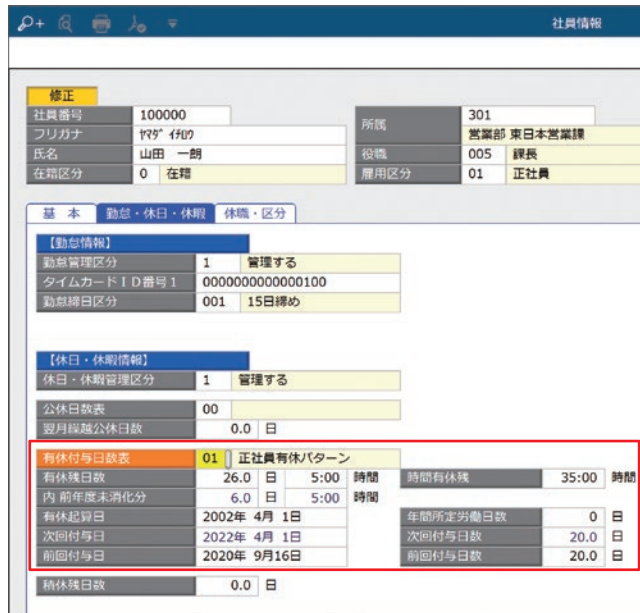 社員情報
修正
社員番号 100000 所属 301
フリガナ ﾔﾏﾀﾞ ｲﾁﾛｳ 営業部 東日本営業課
氏名 山田 一朗 役職 005 課長
在籍区分 0 在籍 雇用区分 01 正社員
基 本 勤怠・休日・休暇 休職・区分
【勤怠情報】
勤怠管理区分 1 管理する
タイムカードＩＤ番号１ 0000000000000100
勤怠締日区分 001 15日締め
【休日・休暇情報】
休日・休暇管理区分 1 管理する
公休日数表 00
翌月繰越公休日数 0.0 日
有休付与日数表 01 正社員有休パターン
有休残日数 26.0 日 5:00 時間 時間有休残 35:00 時間
内 前年度未消化分 6.0 日 5:00 時間
有休起算日 2002年 4月 1日 年間所定労働日数 0 日
次回付与日 2022年 4月 1日 次回付与日数 20.0 日
前回付与日 2020年 9月16日 前回付与日数 20.0 日
積休残日数 0.0 日